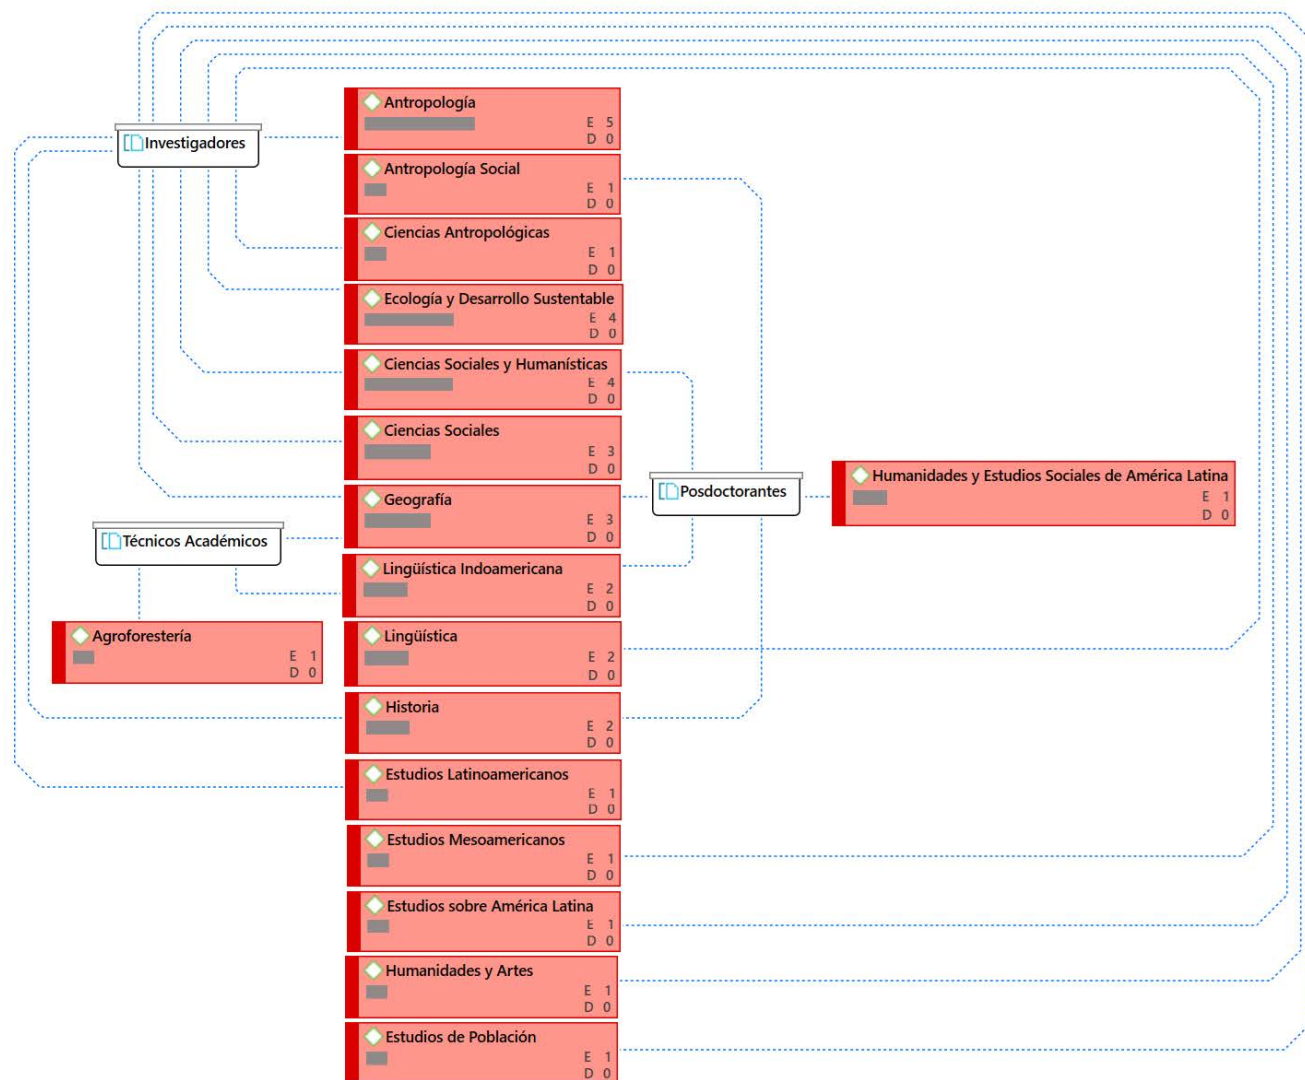 Investigadores
Antropología
E 5
D 0
Antropología Social
E 1
D 0
Ciencias Antropológicas
E 1
D 0
Ecología y Desarrollo Sustentable
E 4
D 0
Ciencias Sociales y Humanísticas
E 4
D 0
Ciencias Sociales
E 3
D 0
Geografía
E 3
D 0
Posdoctorantes
Humanidades y Estudios Sociales de América Latina
E 1
D 0
Técnicos Académicos
Lingüística Indoamericana
E 2
D 0
Agroforestería
E 1
D 0
Lingüística
E 2
D 0
Historia
E 2
D 0
Estudios Latinoamericanos
E 1
D 0
Estudios Mesoamericanos
E 1
D 0
Estudios sobre América Latina
E 1
D 0
Humanidades y Artes
E 1
D 0
Estudios de Población
E 1
D 0